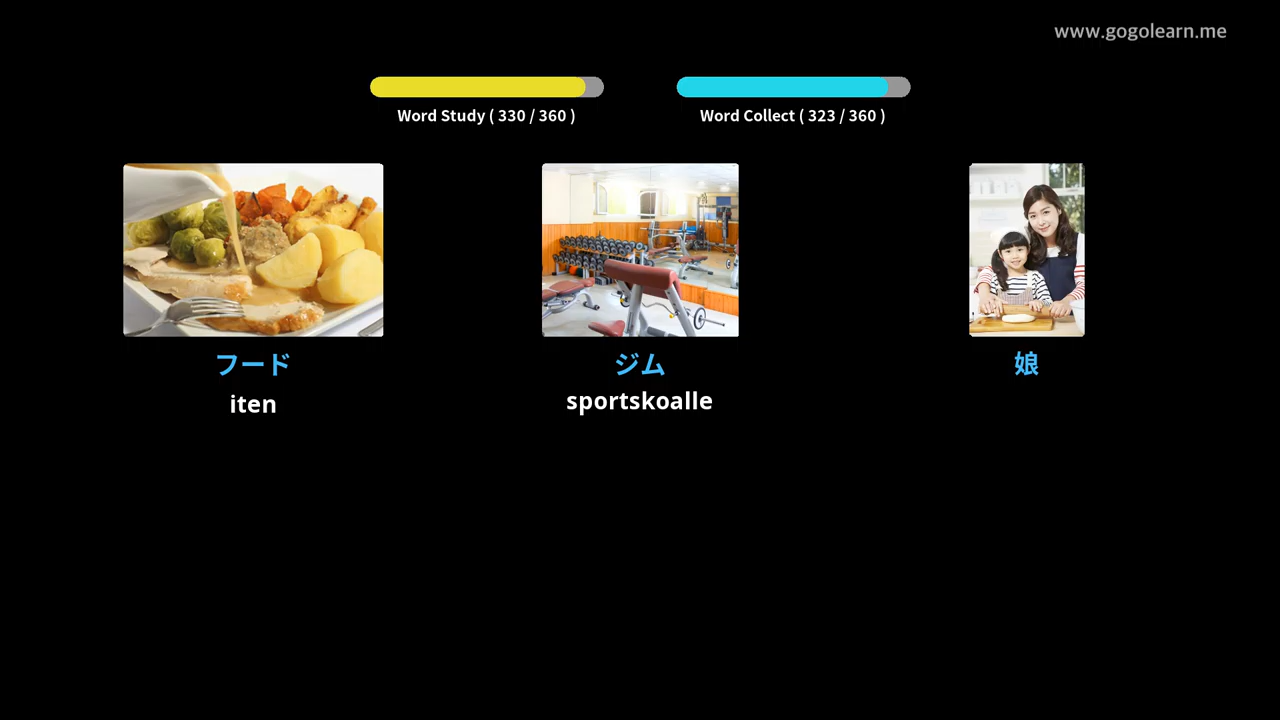 www.gogolearn.me
Word Study ( 330 / 360 )
Word Collect ( 323 / 360 )
フード
ジム
娘
iten
sportskoalle